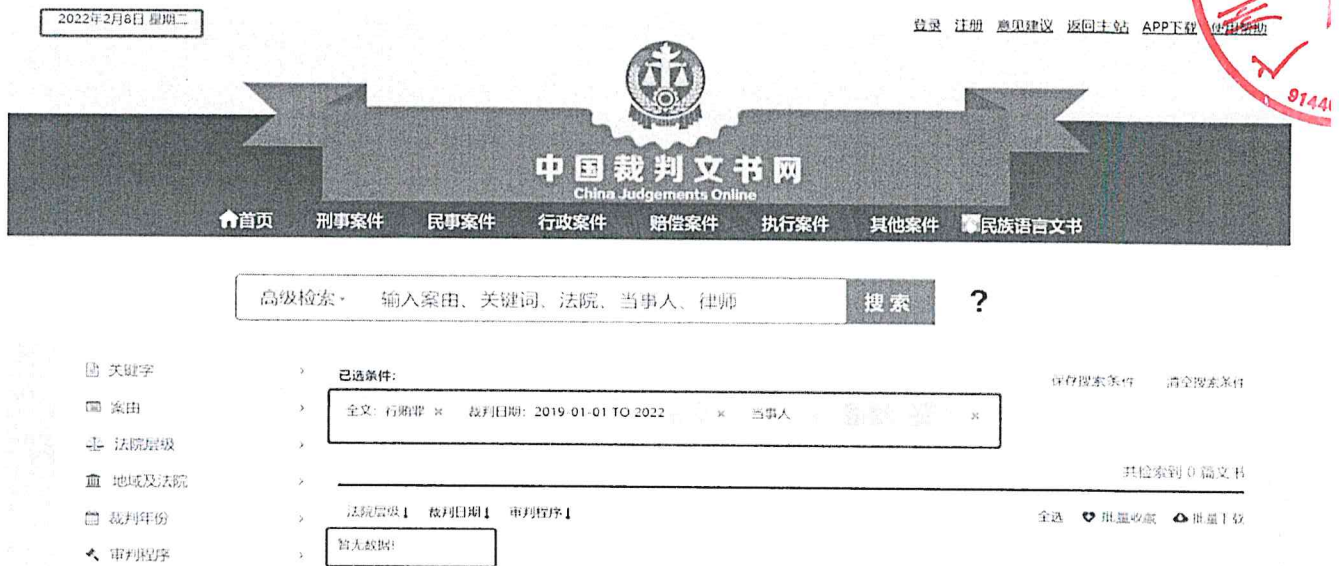 2022年2月8日 星期二
登录 注册 意见建议 返回主站 APP下载 使用帮助
9144
中国裁判文书网
China Judgements Online
首页 刑事案件 民事案件 行政案件 赔偿案件 执行案件 其他案件 民族语言文书
高级检索 输入案由、关键词、法院、当事人、律师 搜索 ?
关键字
已选条件:
保存搜索条件 清空搜索条件
案由
全文: 行贿罪 × 裁判日期: 2019-01-01 TO 2022 × 当事人 ×
法院层级
共检索到 0 篇文书
地域及法院
裁判年份
法院层级 裁判日期 审判程序
全选 批量收藏 批量下载
暂无数据!
审判程序